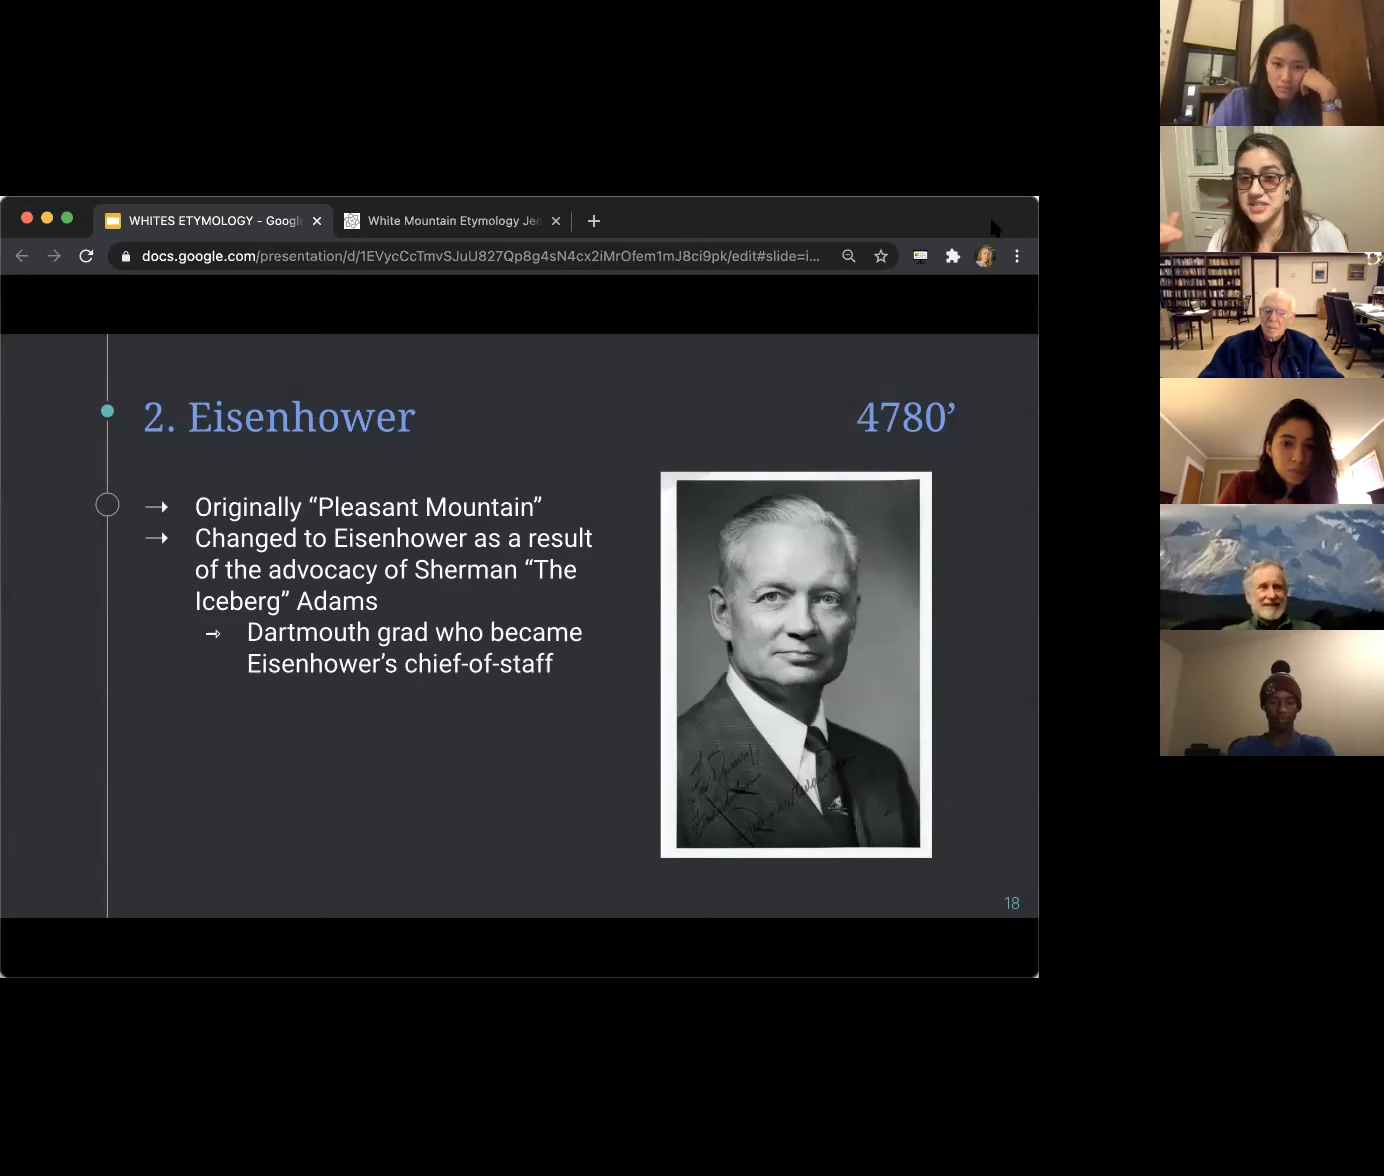 WHITES ETYMOLOGY - Google
White Mountain Etymology Jeo
docs.google.com/presentation/d/1EVycCcTmvSJuU827Qp8g4sN4cx2iMrOfem1mJ8ci9pk/edit#slide=i...
2. Eisenhower
4780’
→ Originally “Pleasant Mountain”
→ Changed to Eisenhower as a result
of the advocacy of Sherman “The
Iceberg” Adams
→ Dartmouth grad who became
Eisenhower’s chief-of-staff
18